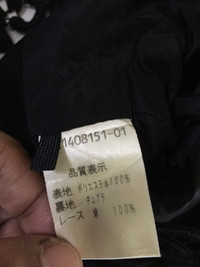 1408151-01
品質表示
表地 ポリエステル100%
裏地 キュプラ
レース 綿 100%